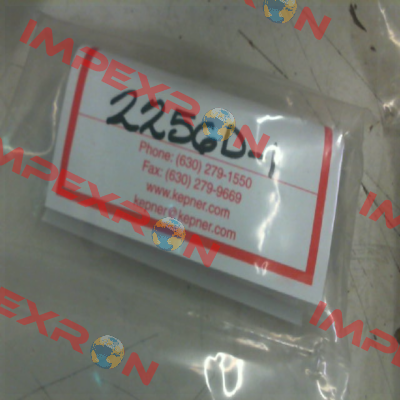 IMPEXRON
2256D-1
Phone: (630) 279-1550
Fax: (630) 279-9669
www.kepner.com
kepner@kepner.com
IMPEXRON
IMPEXRON